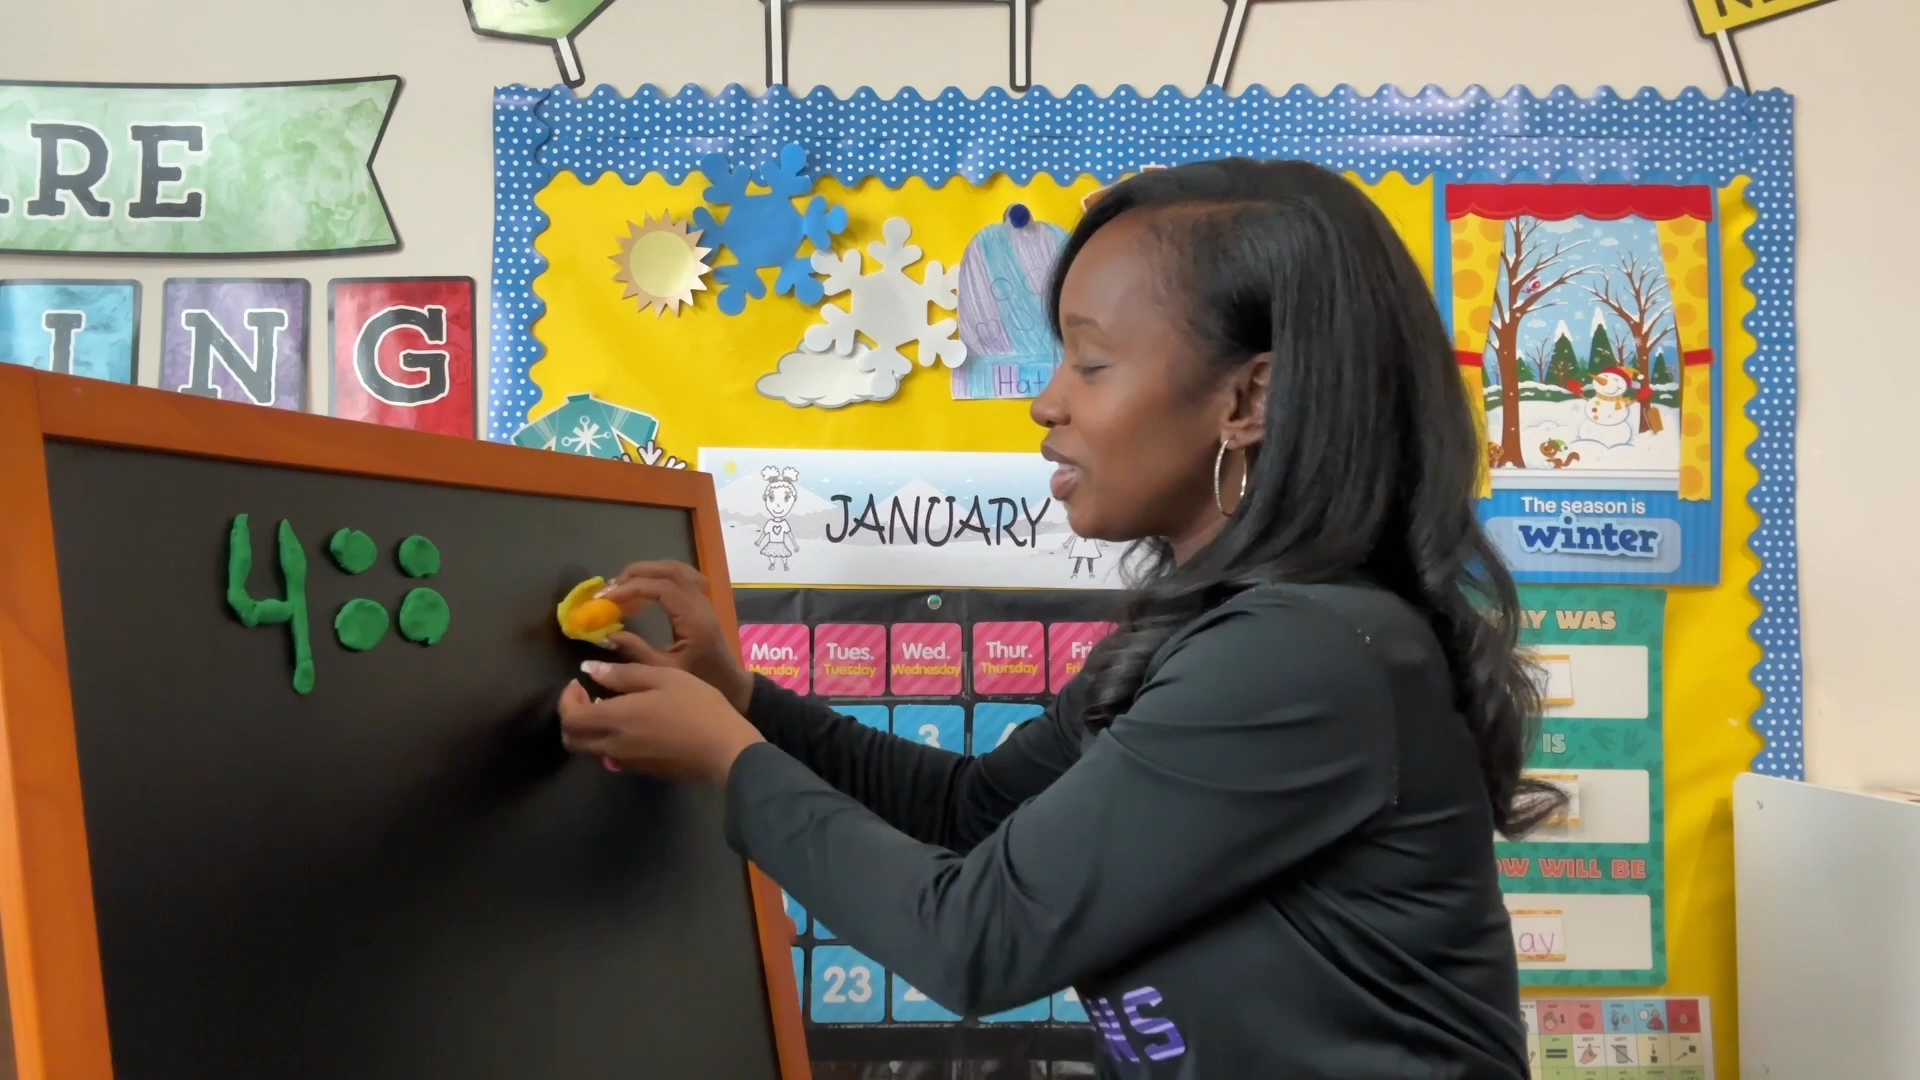 RE
ING
Hat
JANUARY
The season is
winter
Mon. Tues. Wed. Thur.
Monday Tuesday Wednesday Thursday
4
WAS
IS
3
WILL BE
23
ay